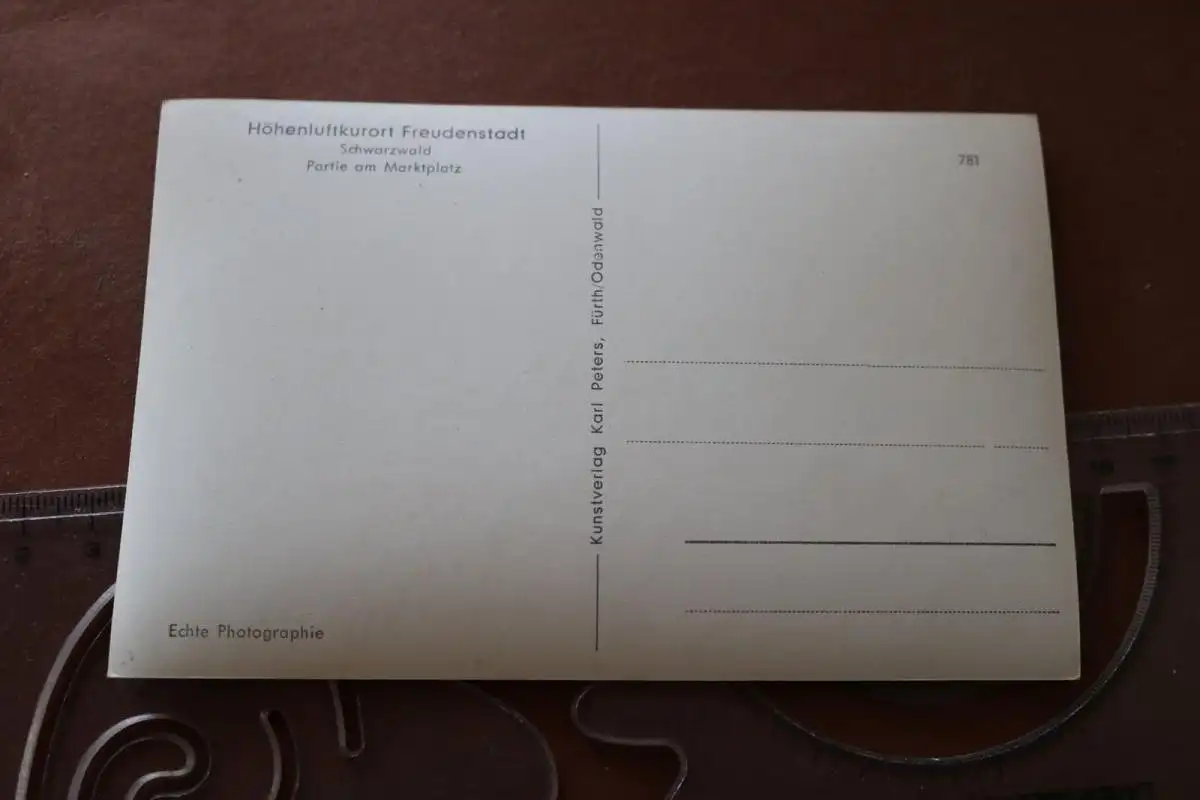 Höhenluftkurort Freudenstadt
Schwarzwald
Partie am Marktplatz
781
Kunstverlag Karl Peters, Fürth/Odenwald
Echte Photographie